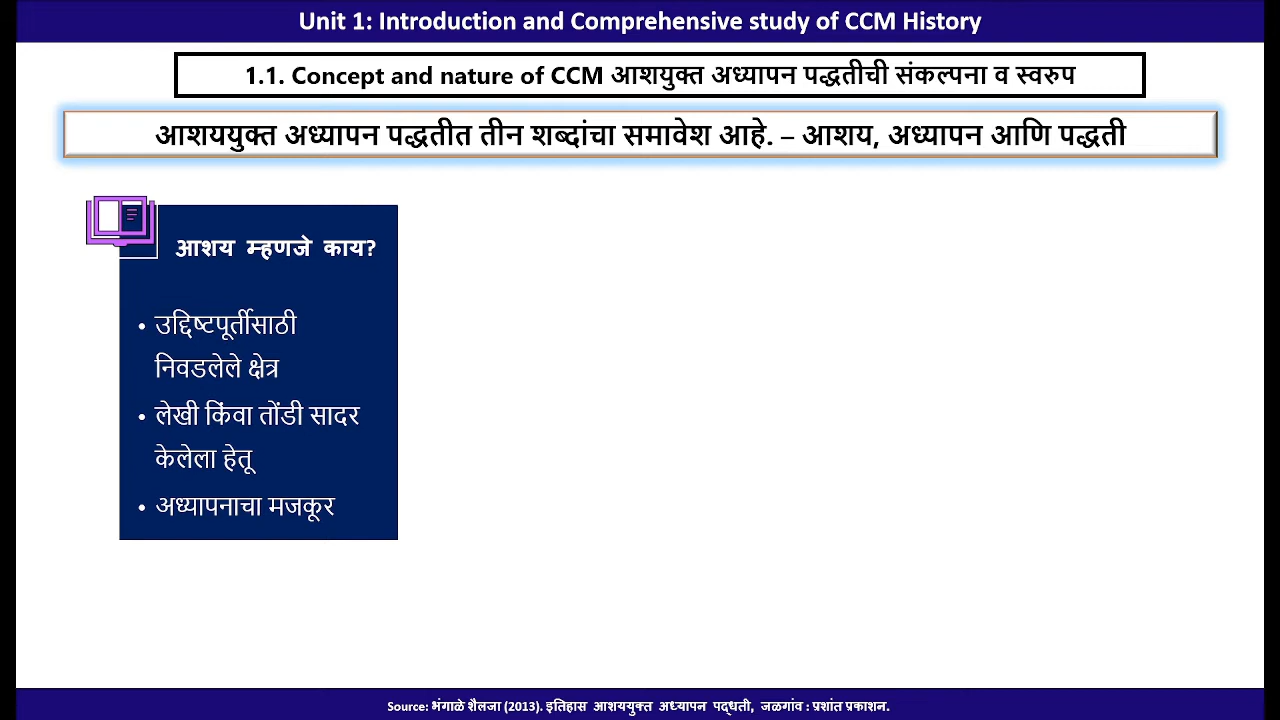 Unit 1: Introduction and Comprehensive study of CCM History
1.1. Concept and nature of CCM आशयुक्त अध्यापन पद्धतीची संकल्पना व स्वरुप
आशययुक्त अध्यापन पद्धतीत तीन शब्दांचा समावेश आहे. – आशय, अध्यापन आणि पद्धती
आशय म्हणजे काय?
• उद्दिष्टपूर्तीसाठी
निवडलेले क्षेत्र
• लेखी किंवा तोंडी सादर
केलेला हेतू
• अध्यापनाचा मजकूर
Source: भंगाळे शैलजा (2013). इतिहास आशययुक्त अध्यापन पद्धती, जळगांव : प्रशांत प्रकाशन.